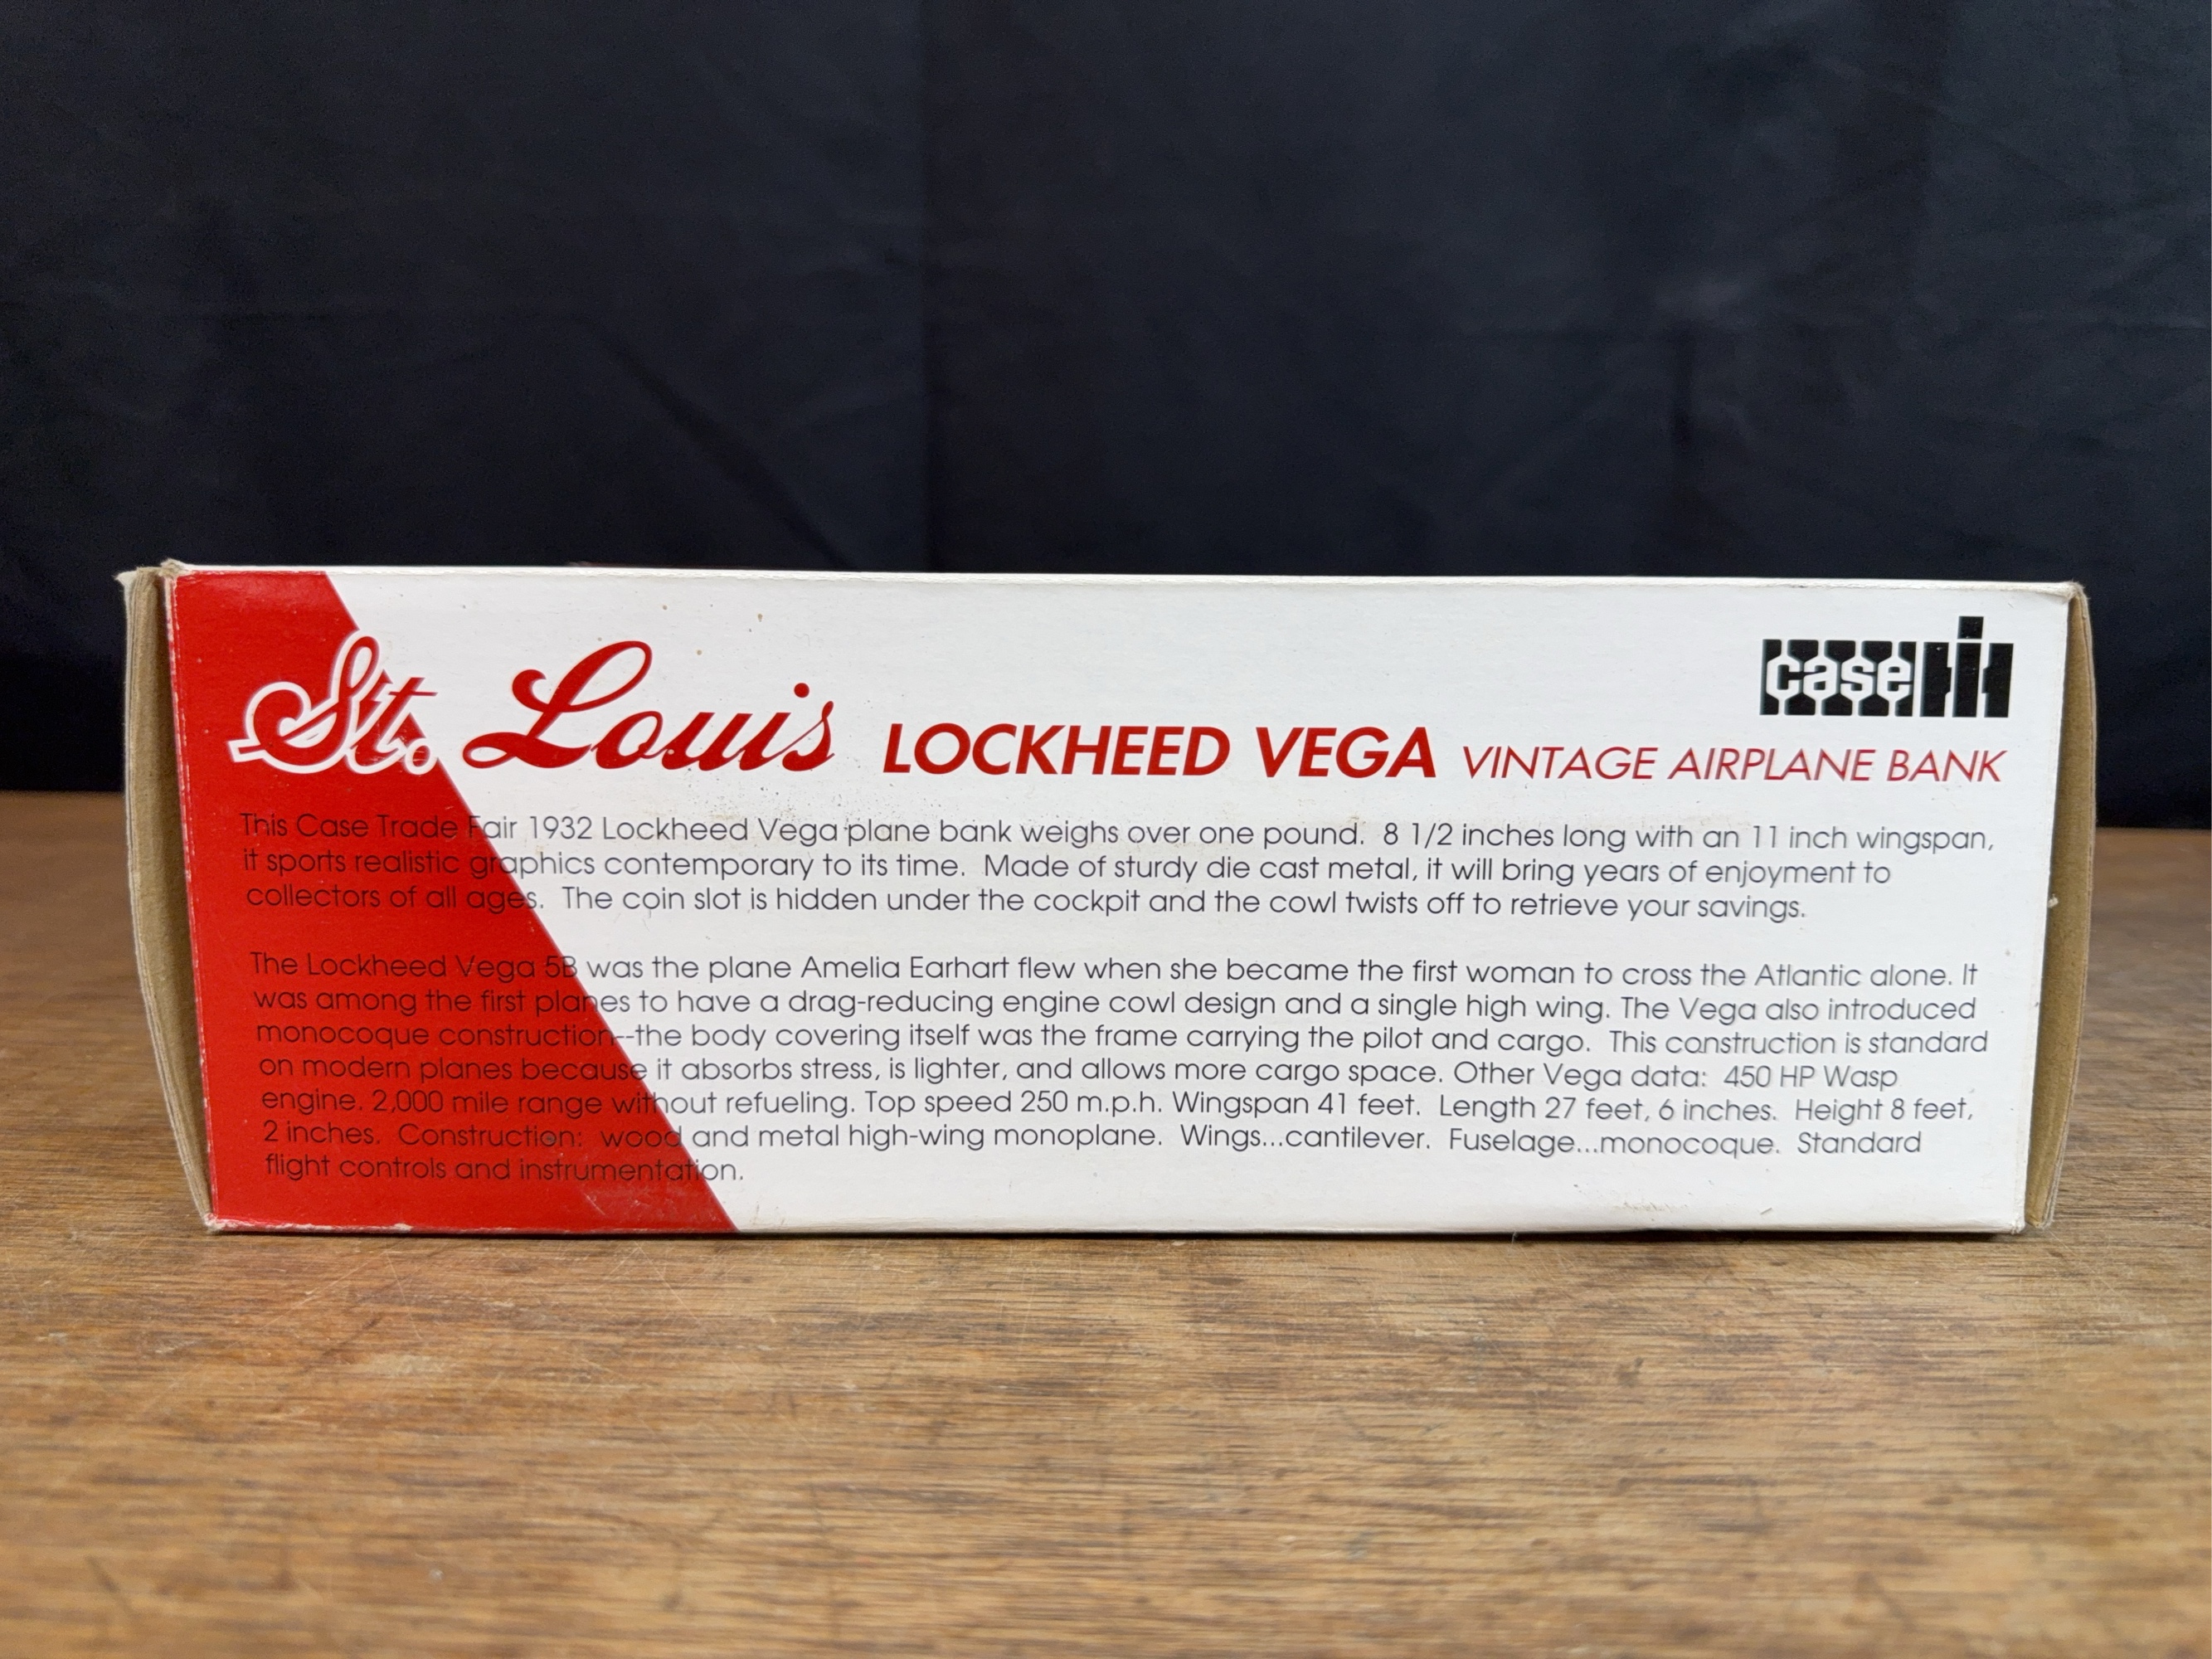 case IH
St. Louis LOCKHEED VEGA VINTAGE AIRPLANE BANK
This Case Trade Fair 1932 Lockheed Vega plane bank weighs over one pound. 8 1/2 inches long with an 11 inch wingspan,
it sports realistic graphics contemporary to its time. Made of sturdy die cast metal, it will bring years of enjoyment to
collectors of all ages. The coin slot is hidden under the cockpit and the cowl twists off to retrieve your savings.
The Lockheed Vega 5B was the plane Amelia Earhart flew when she became the first woman to cross the Atlantic alone. It
was among the first planes to have a drag-reducing engine cowl design and a single high wing. The Vega also introduced
monocoque construction--the body covering itself was the frame carrying the pilot and cargo. This construction is standard
on modern planes because it absorbs stress, is lighter, and allows more cargo space. Other Vega data: 450 HP Wasp
engine. 2,000 mile range without refueling. Top speed 250 m.p.h. Wingspan 41 feet. Length 27 feet, 6 inches. Height 8 feet,
2 inches. Construction: wood and metal high-wing monoplane. Wings...cantilever. Fuselage...monocoque. Standard
flight controls and instrumentation.